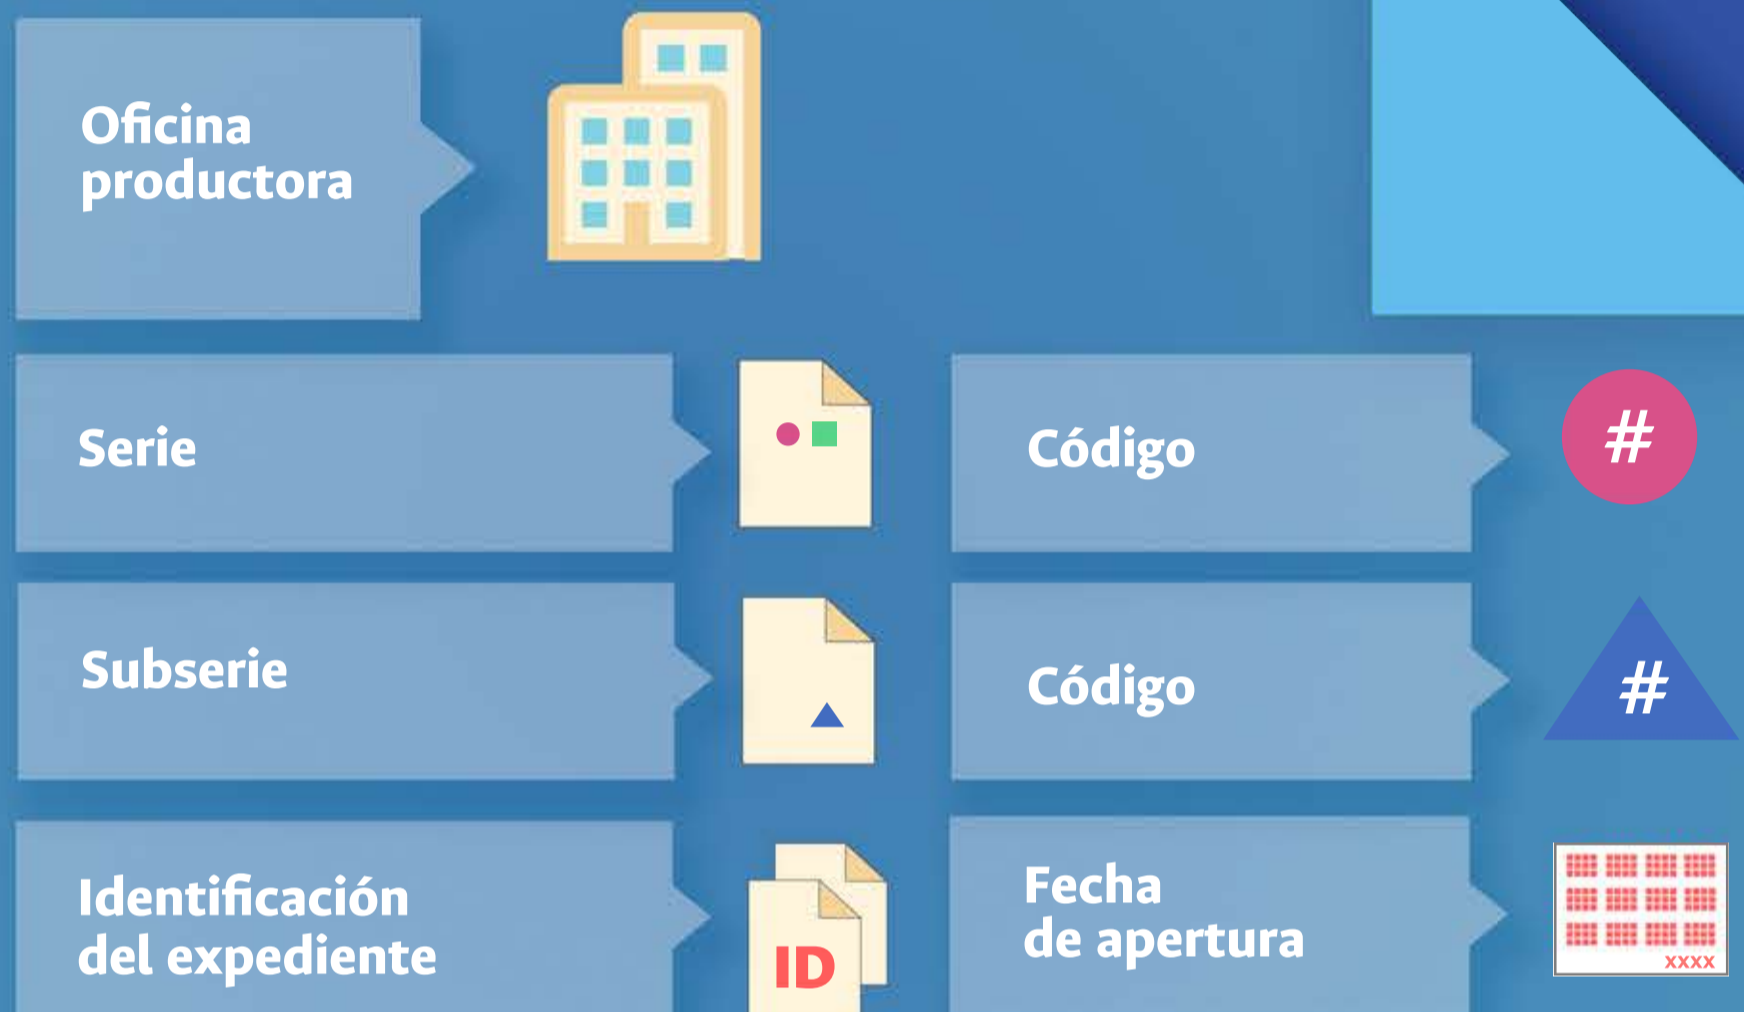 Oficina
productora
Serie
Código
#
Subserie
Código
#
Identificación
del expediente
ID
Fecha
de apertura
xxxx